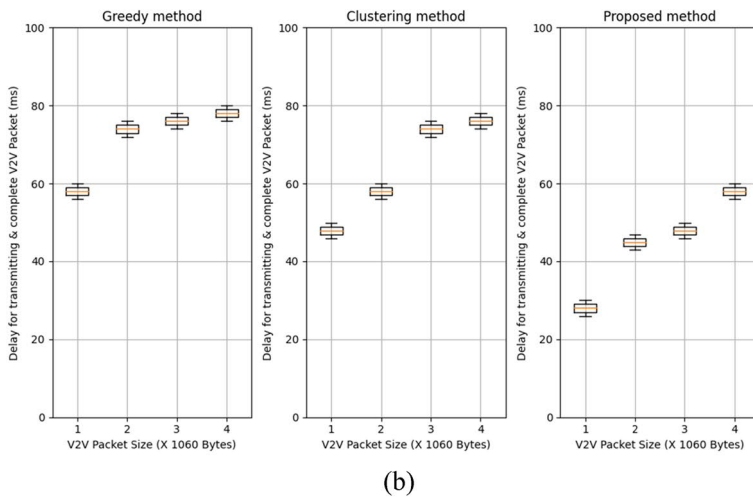 Greedy method
Delay for transmitting & complete V2V Packet (ms)
100
80
60
40
20
0
1 2 3 4
V2V Packet Size (X 1060 Bytes)
Clustering method
Delay for transmitting & complete V2V Packet (ms)
100
80
60
40
20
0
1 2 3 4
V2V Packet Size (X 1060 Bytes)
Proposed method
Delay for transmitting & complete V2V Packet (ms)
100
80
60
40
20
0
1 2 3 4
V2V Packet Size (X 1060 Bytes)
(b)